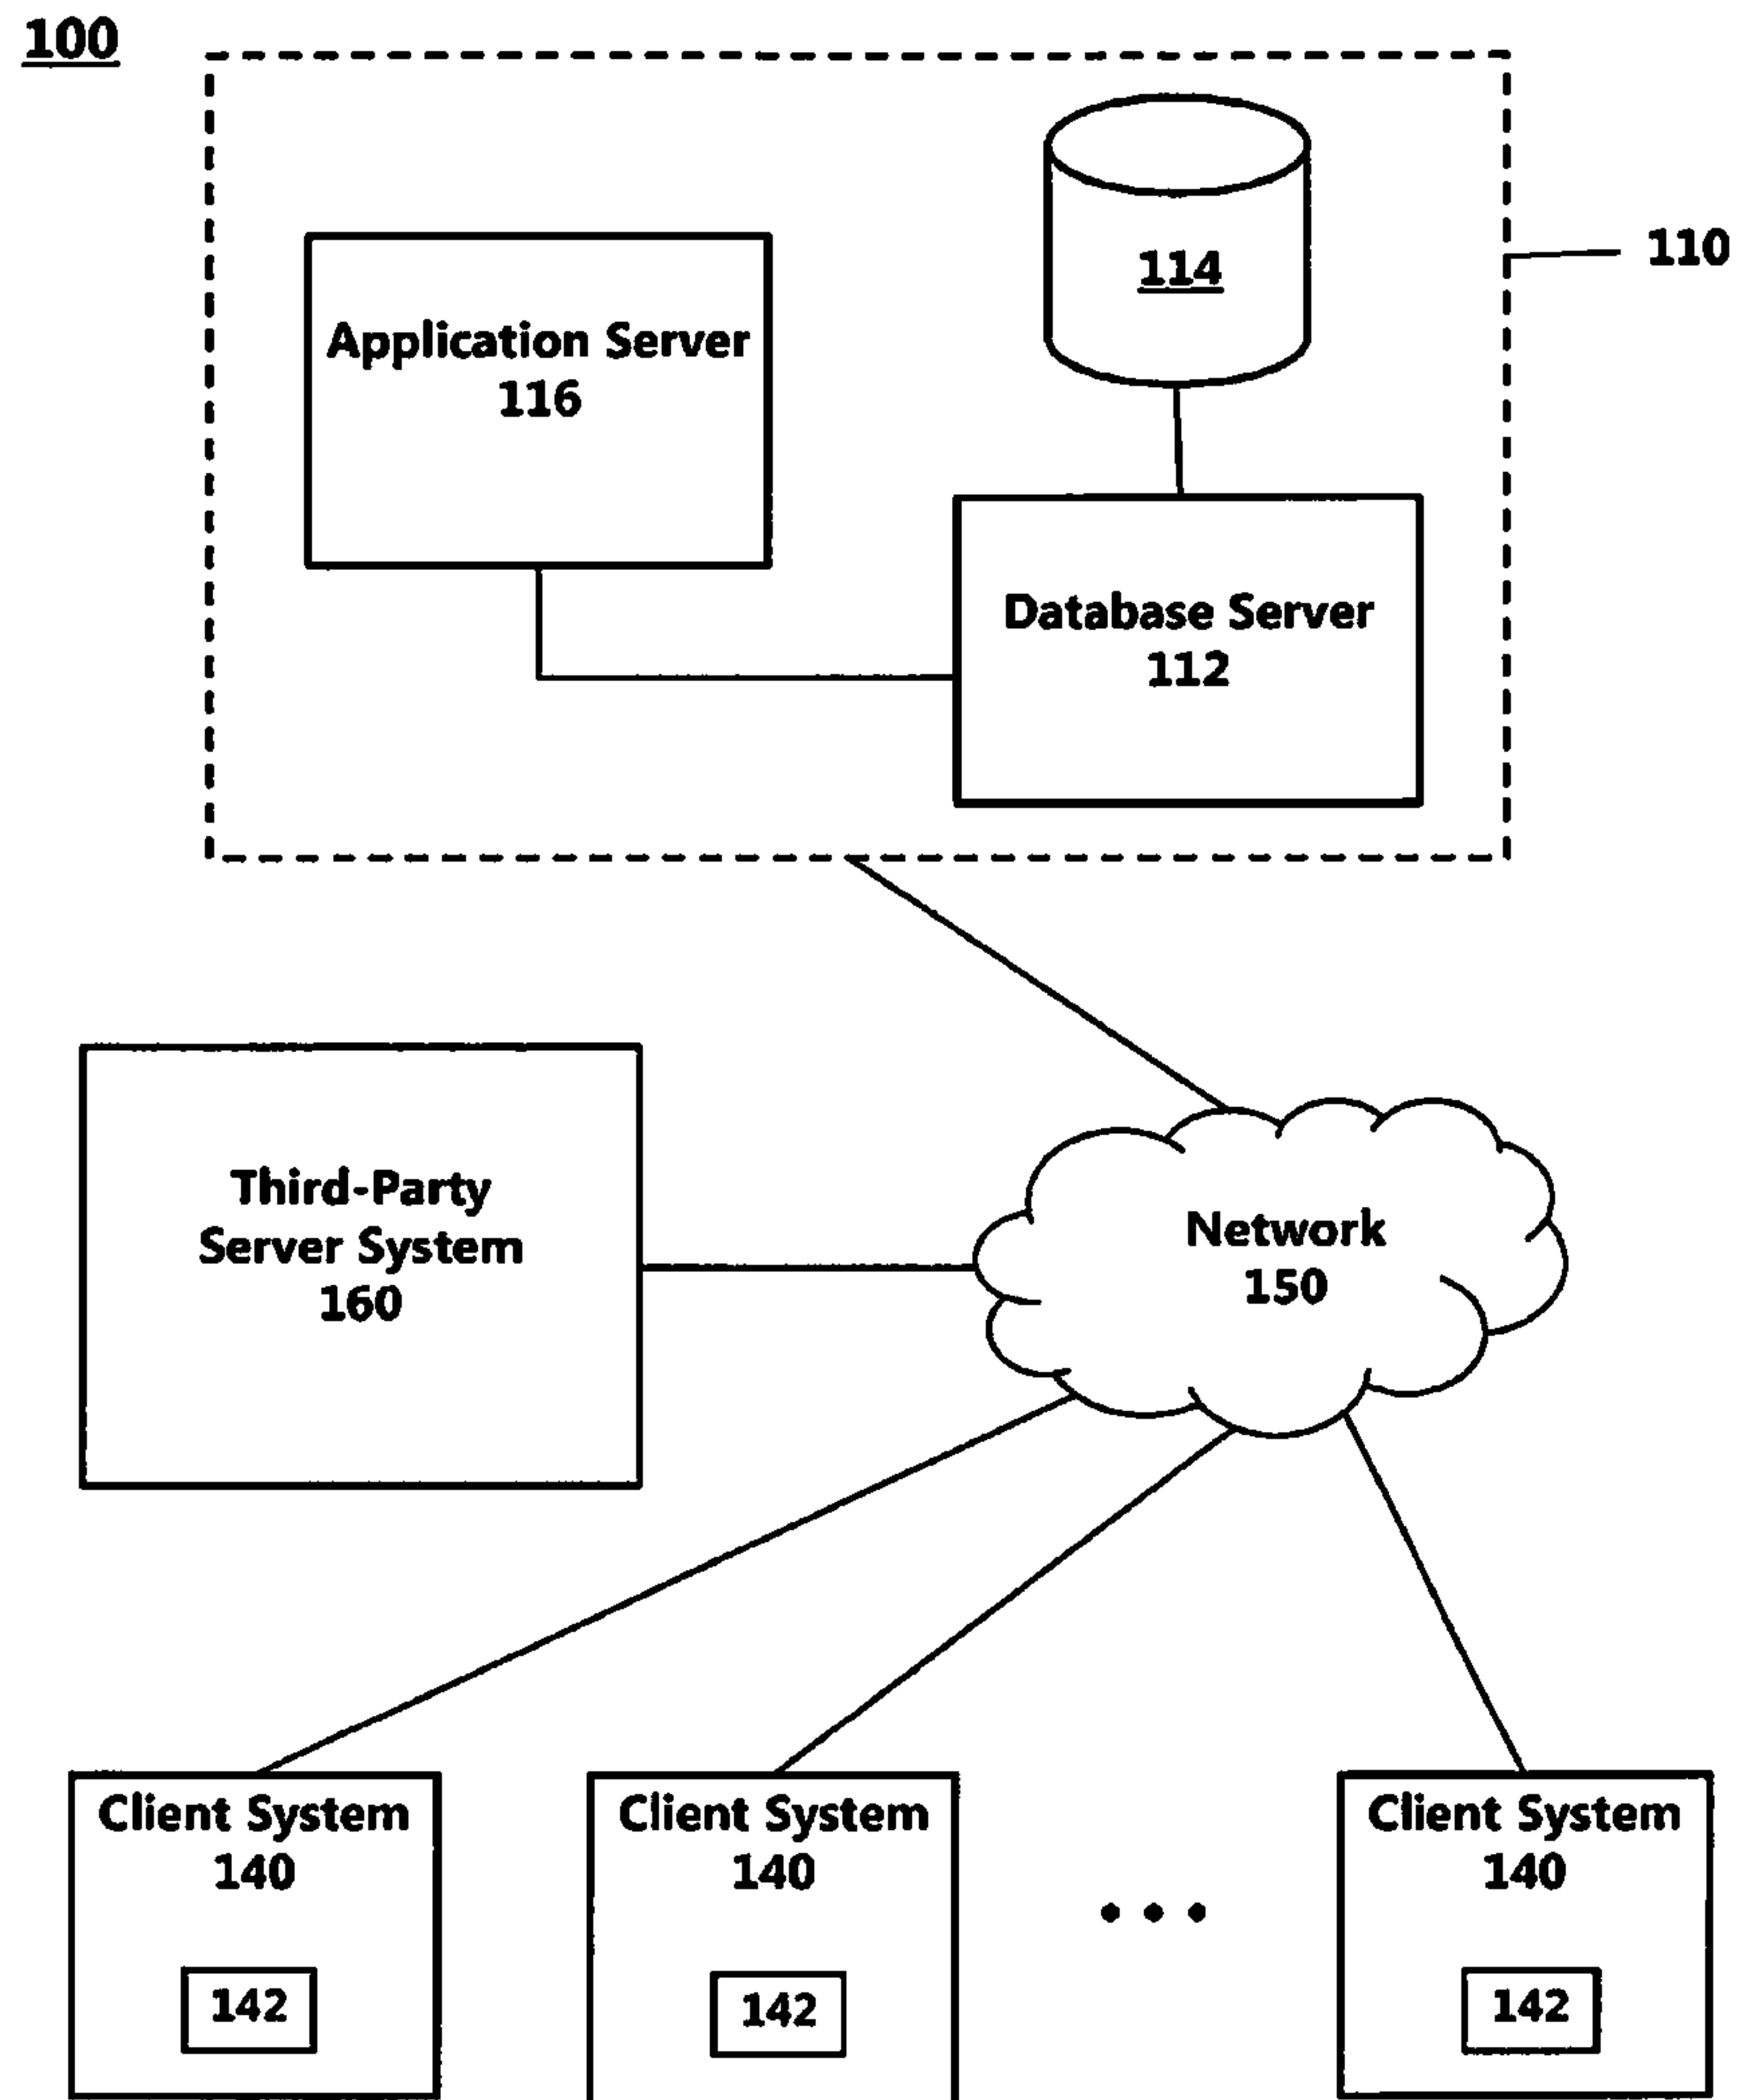 100
110
114
Application Server
116
Database Server
112
Third-Party
Server System
160
Network
150
Client System
140
142
Client System
140
142
Client System
140
142